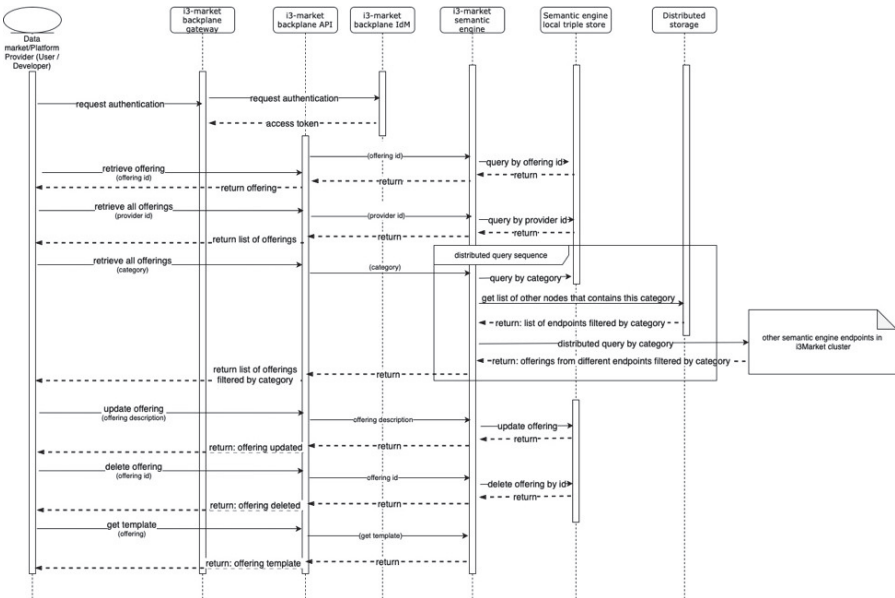 i3-market
backplane
gateway
i3-market
backplane API
i3-market
backplane IdM
i3-market
semantic
engine
Semantic engine
local triple store
Distributed
storage
Data
market/Platform
Provider (User /
Developer)
request authentication
request authentication
access token
(offering id)
query by offering id
retrieve offering
(offering id)
return
return
return offering
retrieve all offerings
(provider id)
(provider id)
query by provider id
return
return
return list of offerings
distributed query sequence
retrieve all offerings
(category)
(category)
query by category
get list of other nodes that contains this category
return: list of endpoints filtered by category
distributed query by category
other semantic engine endpoints in
i3Market cluster
return: offerings from different endpoints filtered by category
return list of offerings
filtered by category
return
update offering
(offering description)
offering description
update offering
return
return
return: offering updated
delete offering
(offering id)
offering id
delete offering by id
return
return
return: offering deleted
get template
(offering)
(get template)
return
return: offering template